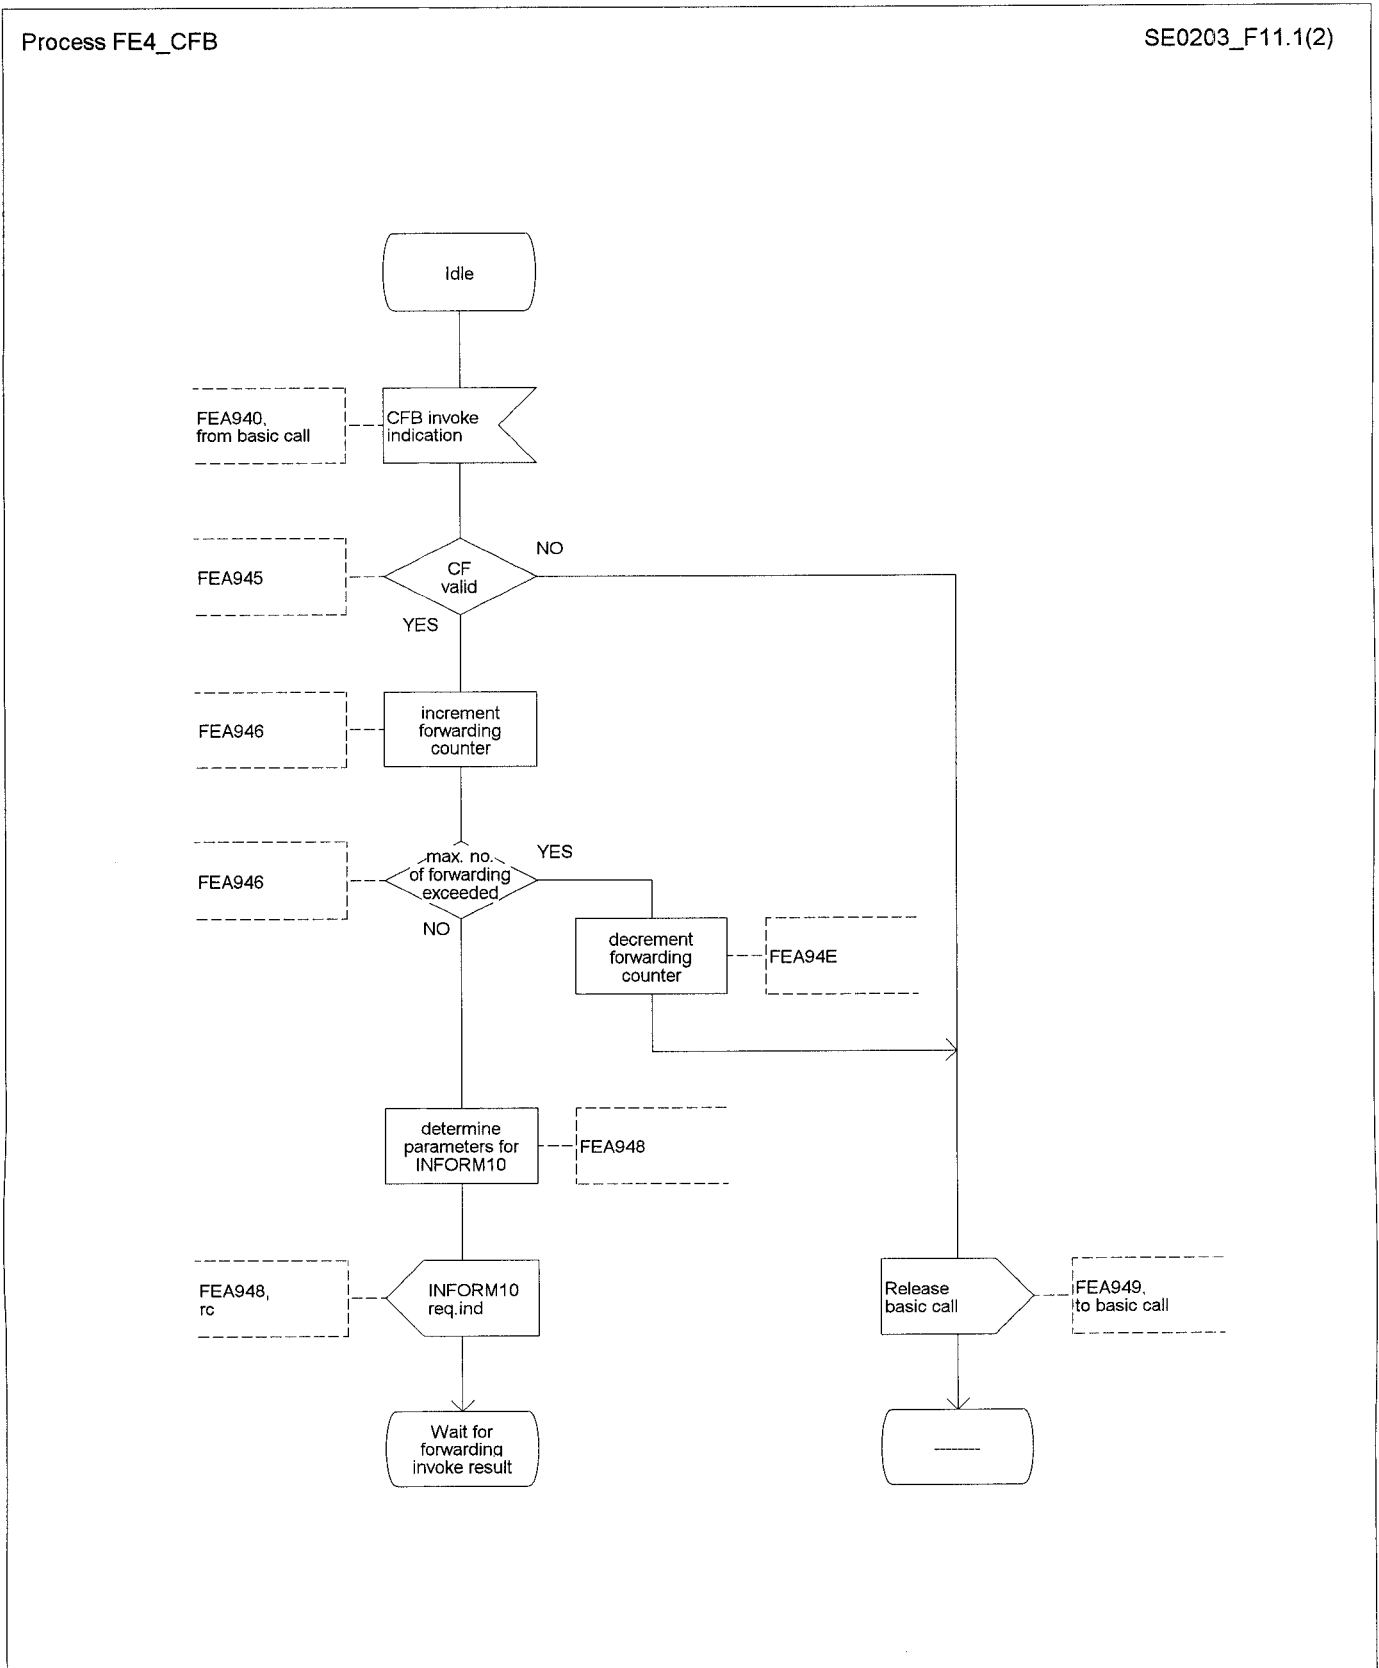 Process FE4_CFB
SE0203_F11.1(2)
Idle
FEA940,
from basic call
CFB invoke
indication
FEA945
CF
valid
NO
YES
FEA946
increment
forwarding
counter
FEA946
max. no.
of forwarding
exceeded
YES
NO
decrement
forwarding
counter
FEA94E
determine
parameters for
INFORM10
FEA948
FEA948,
rc
INFORM10
req.ind
Release
basic call
FEA949,
to basic call
Wait for
forwarding
invoke result